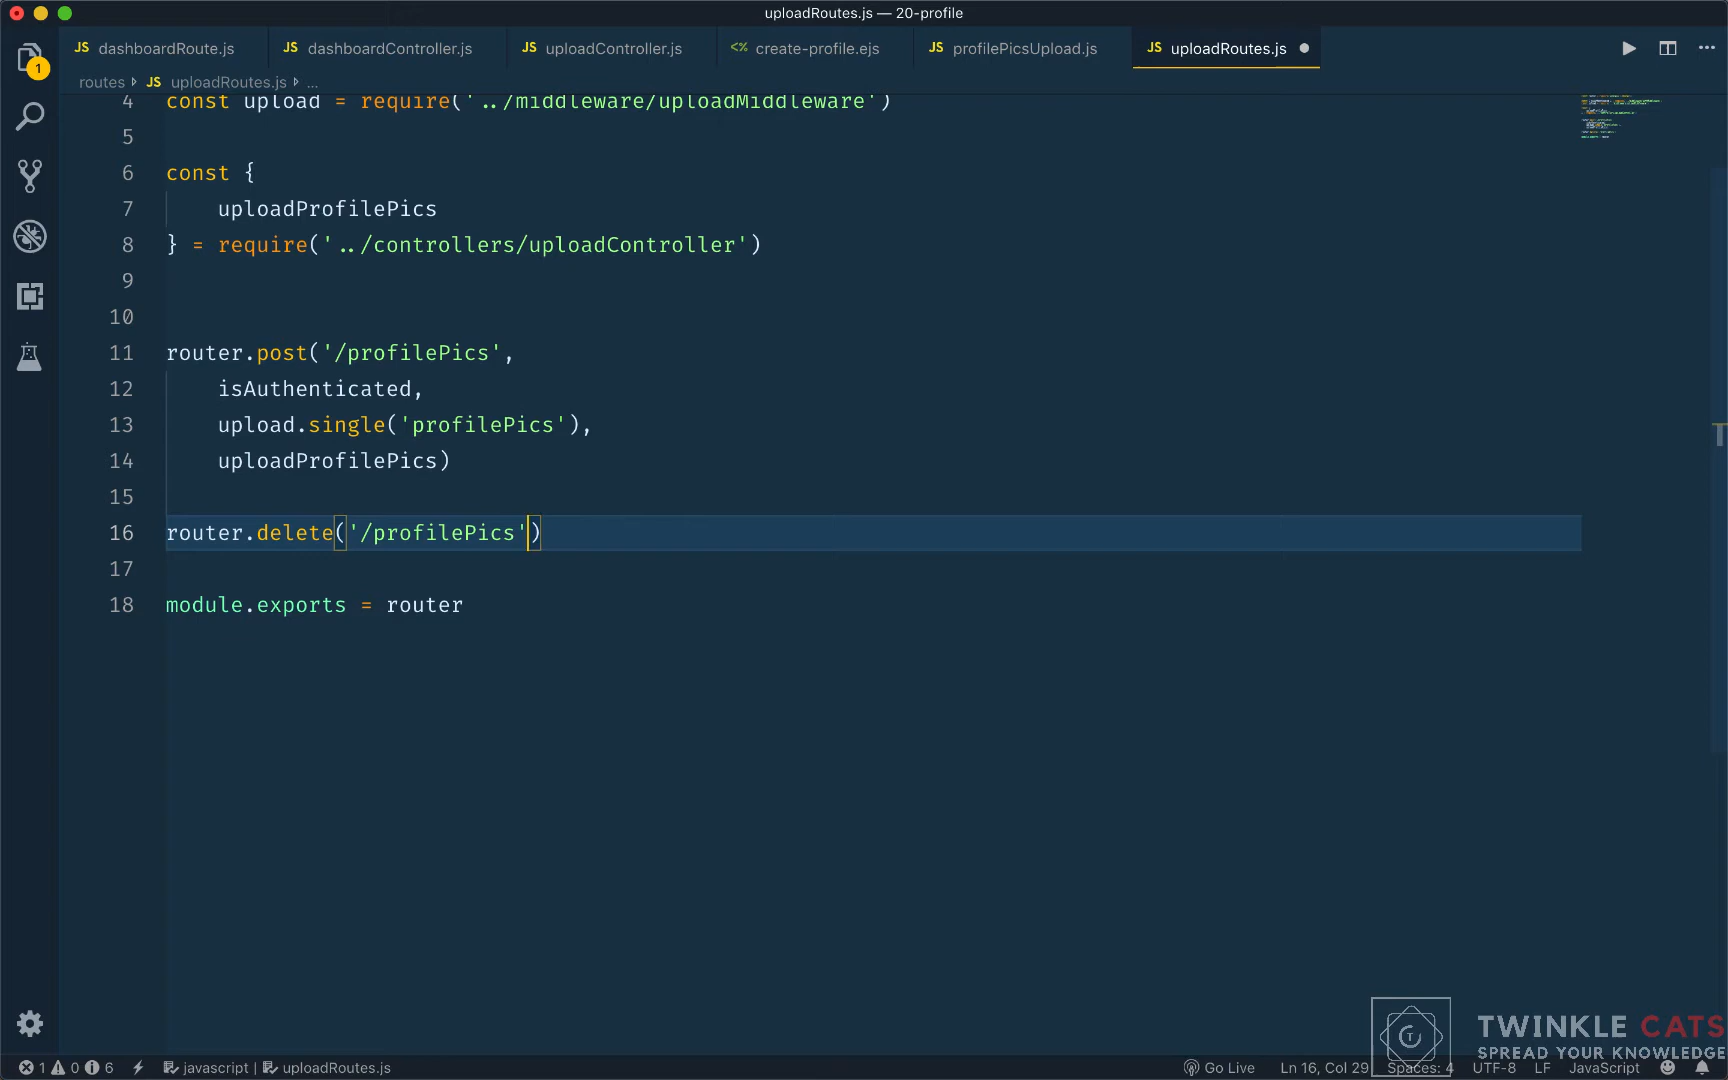 uploadRoutes.js — 20-profile
JS dashboardRoute.js JS dashboardController.js JS uploadController.js <% create-profile.ejs JS profilePicsUpload.js JS uploadRoutes.js
1
routes JS uploadRoutes.js ...
4 const upload = require('../middleware/uploadMiddleware')
5
6 const {
7 uploadProfilePics
8 } = require('../controllers/uploadController')
9
10
11 router.post('/profilePics',
12 isAuthenticated,
13 upload.single('profilePics'),
14 uploadProfilePics)
15
16 router.delete('/profilePics')
17
18 module.exports = router
TWINKLE CATS
SPREAD YOUR KNOWLEDGE
1 0 6 javascript | uploadRoutes.js Go Live Ln 16, Col 29 Spaces: 4 UTF-8 LF JavaScript